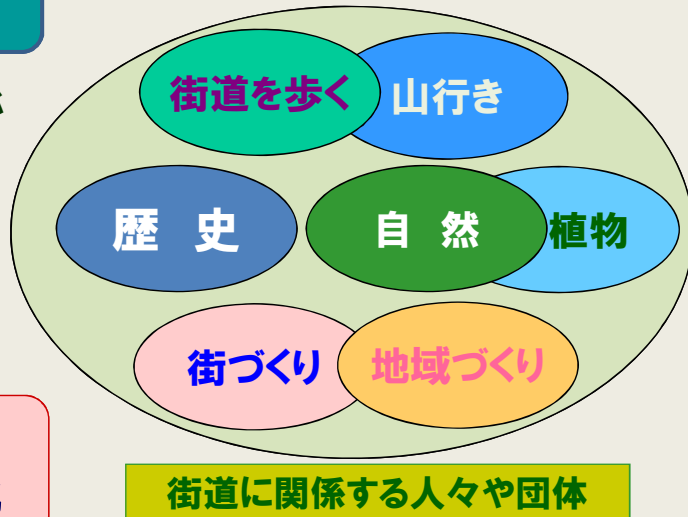 街道を歩く
山行き
歴 史
自 然
植物
街づくり
地域づくり
街道に関係する人々や団体